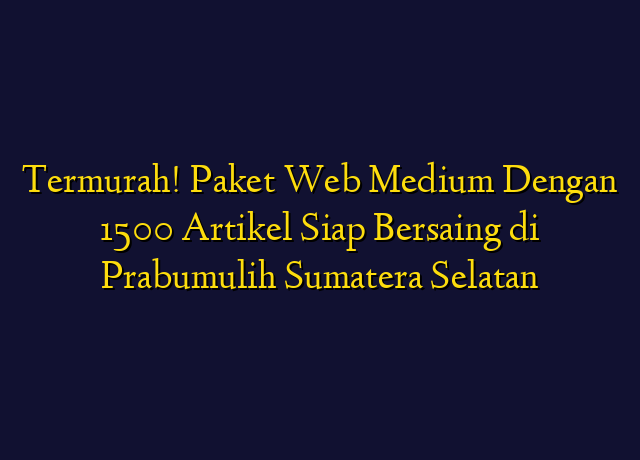 Termurah! Paket Web Medium Dengan
1500 Artikel Siap Bersaing di
Prabumulih Sumatera Selatan